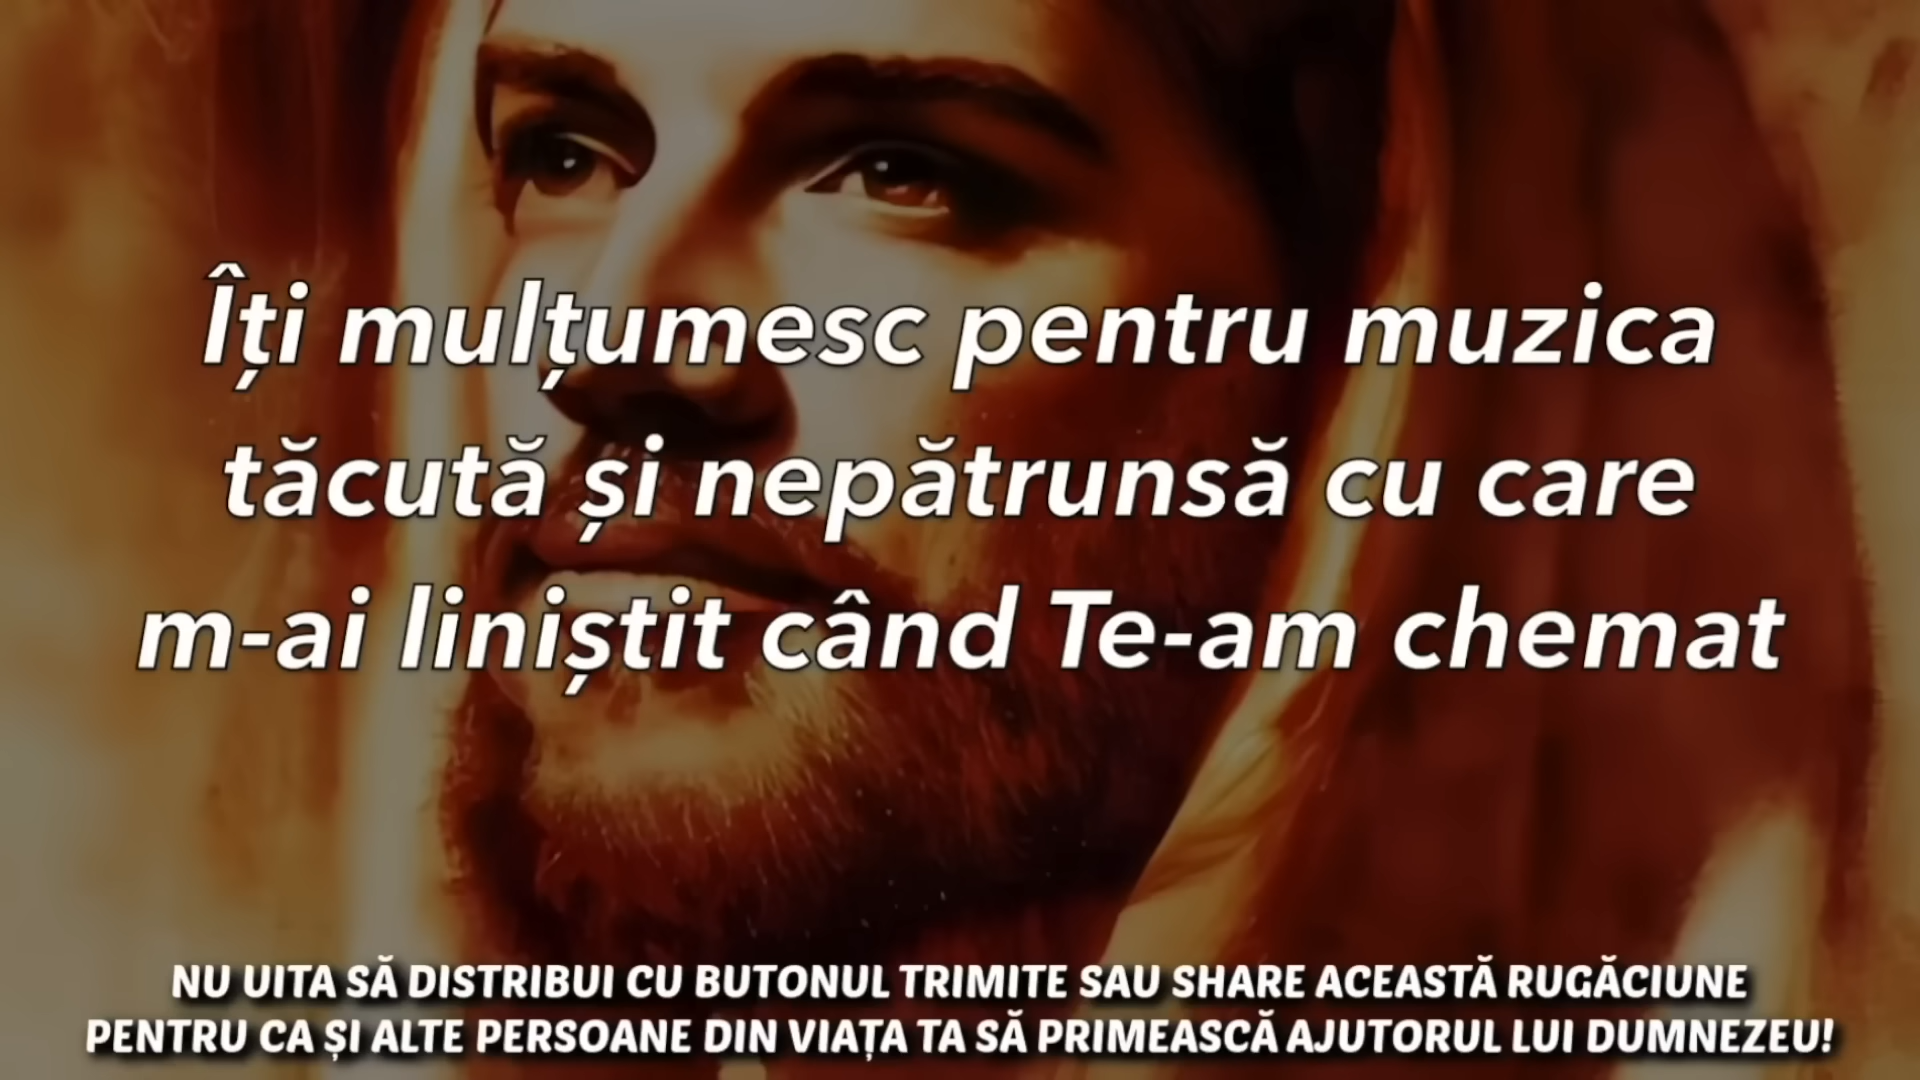 Îți mulțumesc pentru muzica
tăcută și nepătrunsă cu care
m-ai liniștit când Te-am chemat
NU UITA SĂ DISTRIBUI CU BUTONUL TRIMITE SAU SHARE ACEASTĂ RUGĂCIUNE
PENTRU CA ȘI ALTE PERSOANE DIN VIAȚA TA SĂ PRIMEASCĂ AJUTORUL LUI DUMNEZEU!